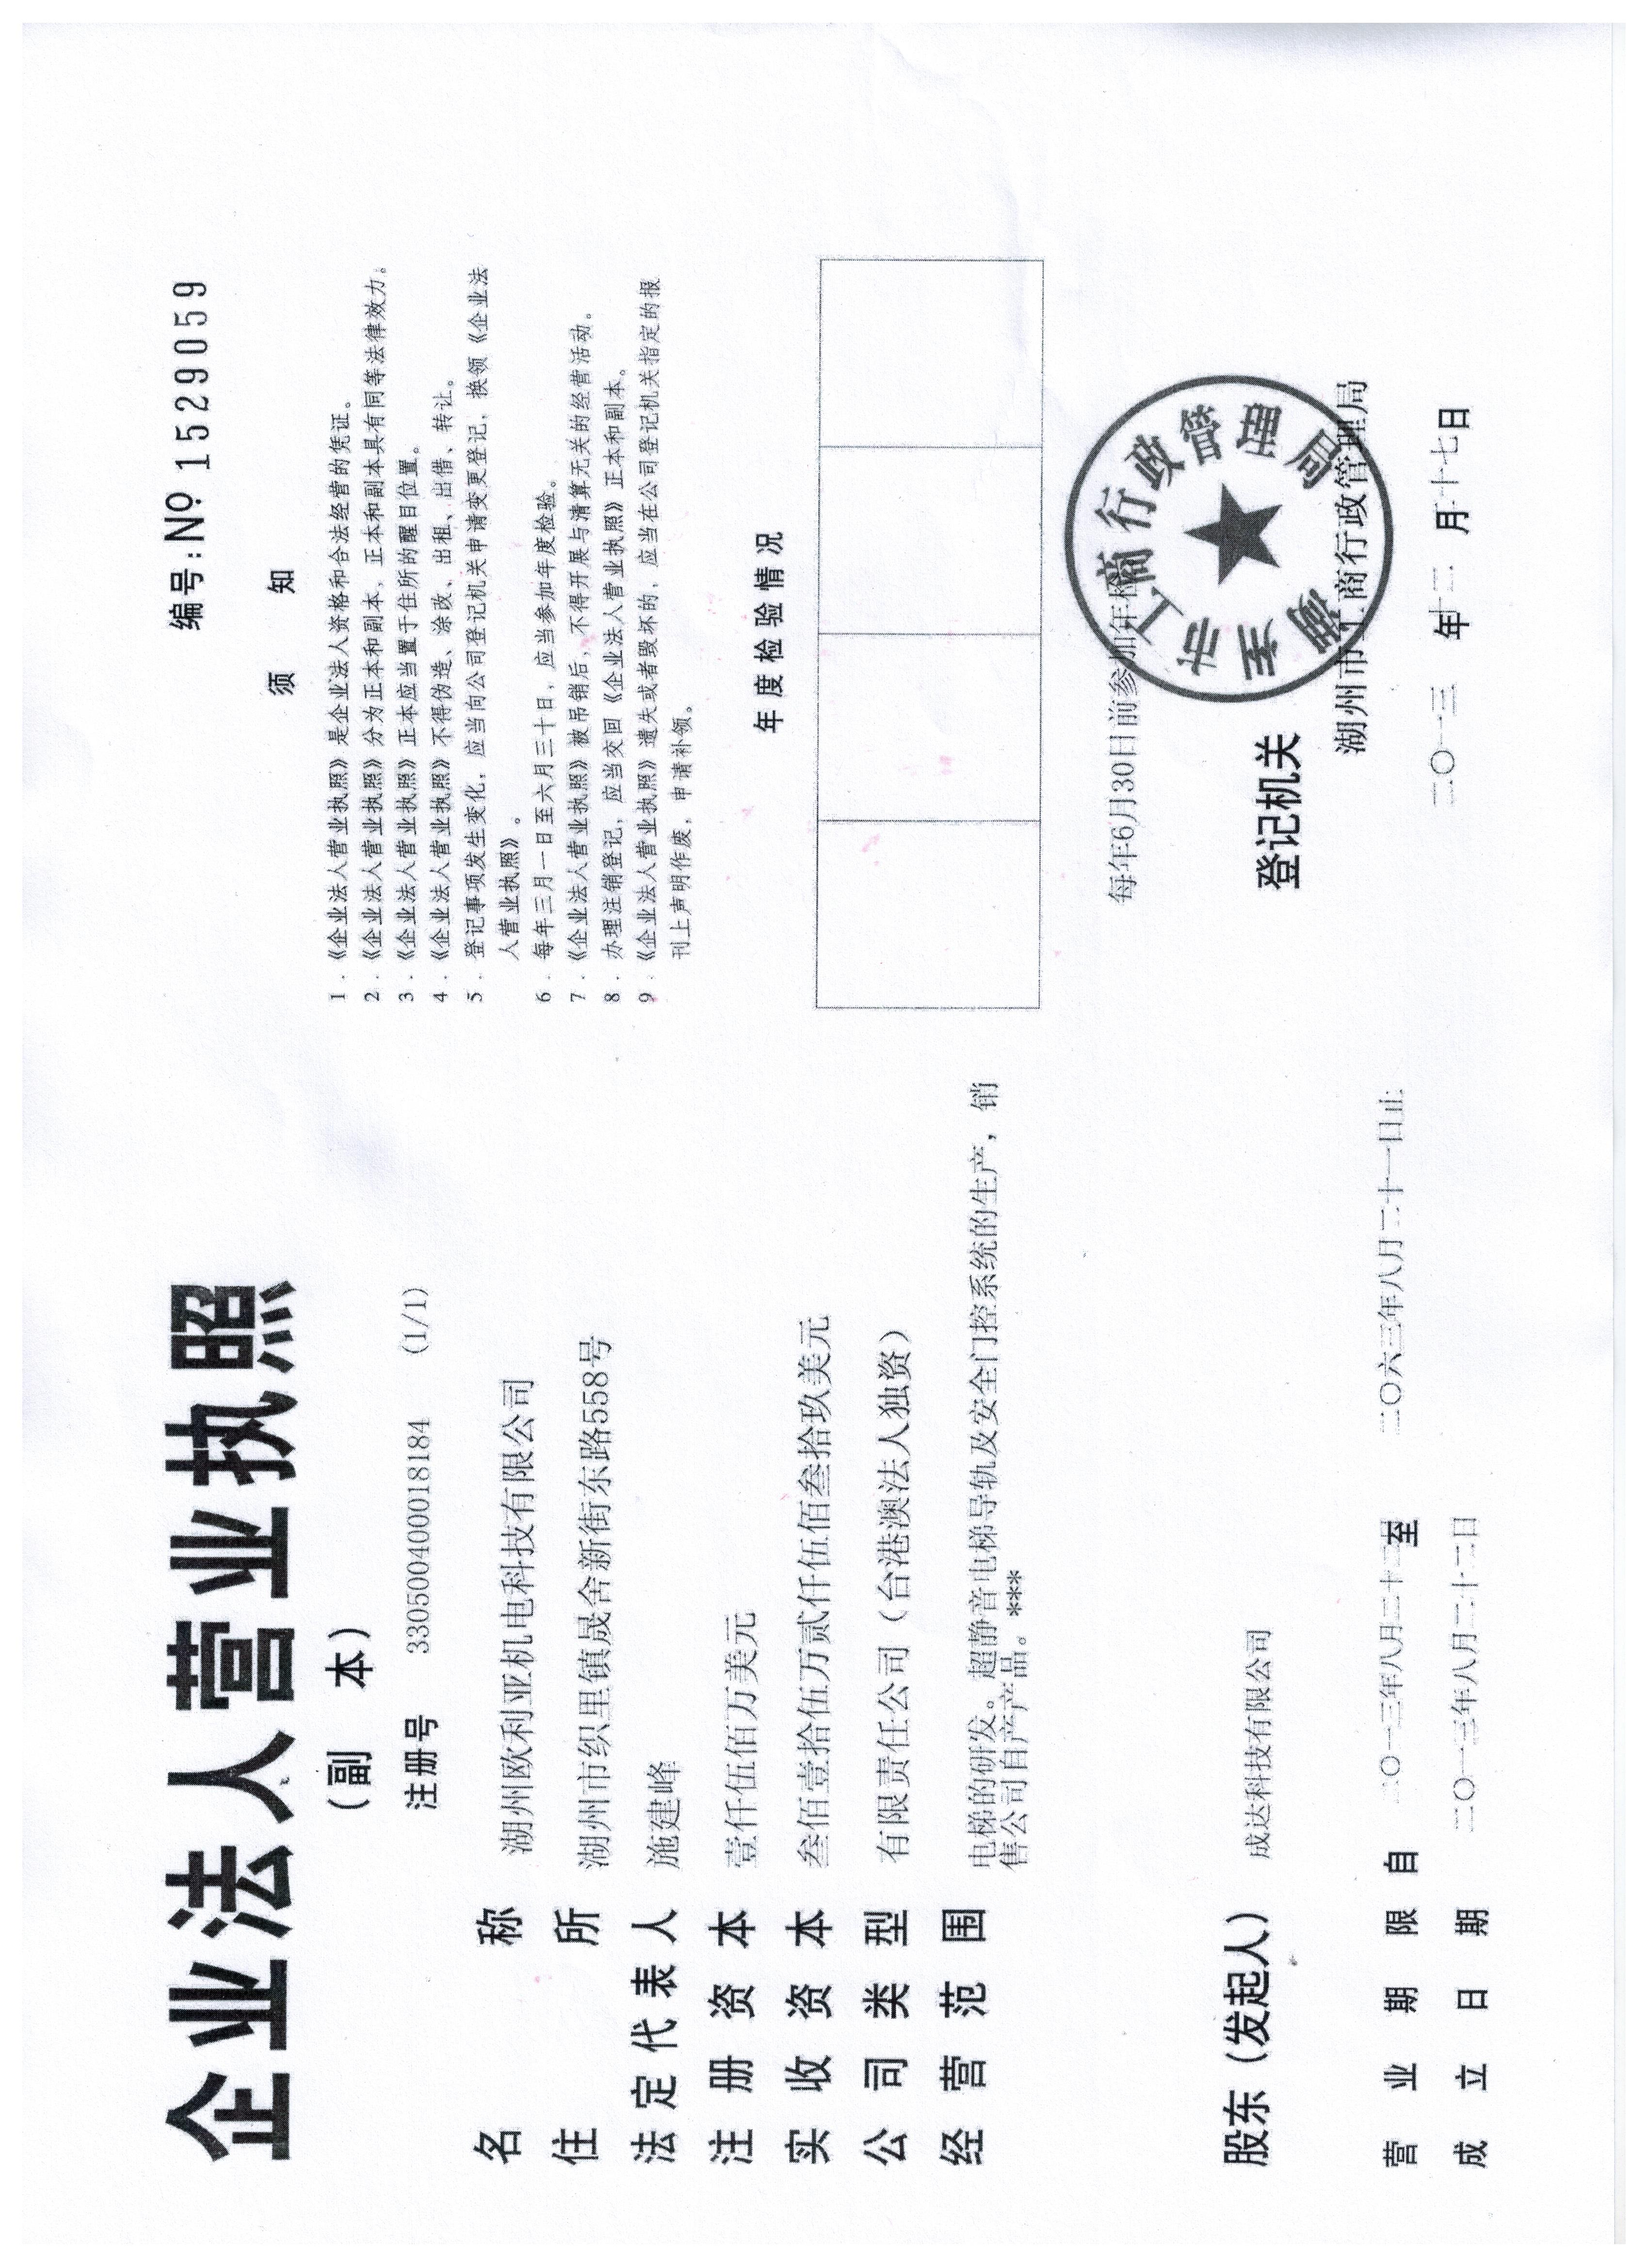 企业法人营业执照
（副 本）
注册号 330500400018184 (1/1)
名称 湖州欧利亚机电科技有限公司
住所 湖州市织里镇晟舍新街东路558号
法定代表人 施建峰
注册资本 壹仟伍佰万美元
实收资本 叁佰壹拾伍万贰仟伍佰叁拾玖美元
公司类型 有限责任公司（台港澳法人独资）
经营范围 电梯的研发。超静音电梯导轨及安全门控系统的生产，销
售公司自产产品。***
股东（发起人） 成达科技有限公司
营业期限 自 二〇一三年八月二十二日 至 二〇六三年八月二十一日止
成立日期 二〇一三年八月二十二日
编号:№ 1529059
须 知
1.《企业法人营业执照》是企业法人资格和合法经营的凭证。
2.《企业法人营业执照》分为正本和副本，正本和副本具有同等法律效力。
3.《企业法人营业执照》正本应当置于住所的醒目位置。
4.《企业法人营业执照》不得伪造、涂改、出租、出借、转让。
5.登记事项发生变化，应当向公司登记机关申请变更登记，换领《企业法
人营业执照》。
6.每年三月一日至六月三十日，应当参加年度检验。
7.《企业法人营业执照》被吊销后，不得开展与清算无关的经营活动。
8.办理注销登记，应当交回《企业法人营业执照》正本和副本。
9.《企业法人营业执照》遗失或者毁坏的，应当在公司登记机关指定的报
刊上声明作废，申请补领。
年度检验情况
每年6月30日前参加年检
湖州市工商行政管理局
登记机关
湖州市工商行政管理局
二〇一三年十二月十七日